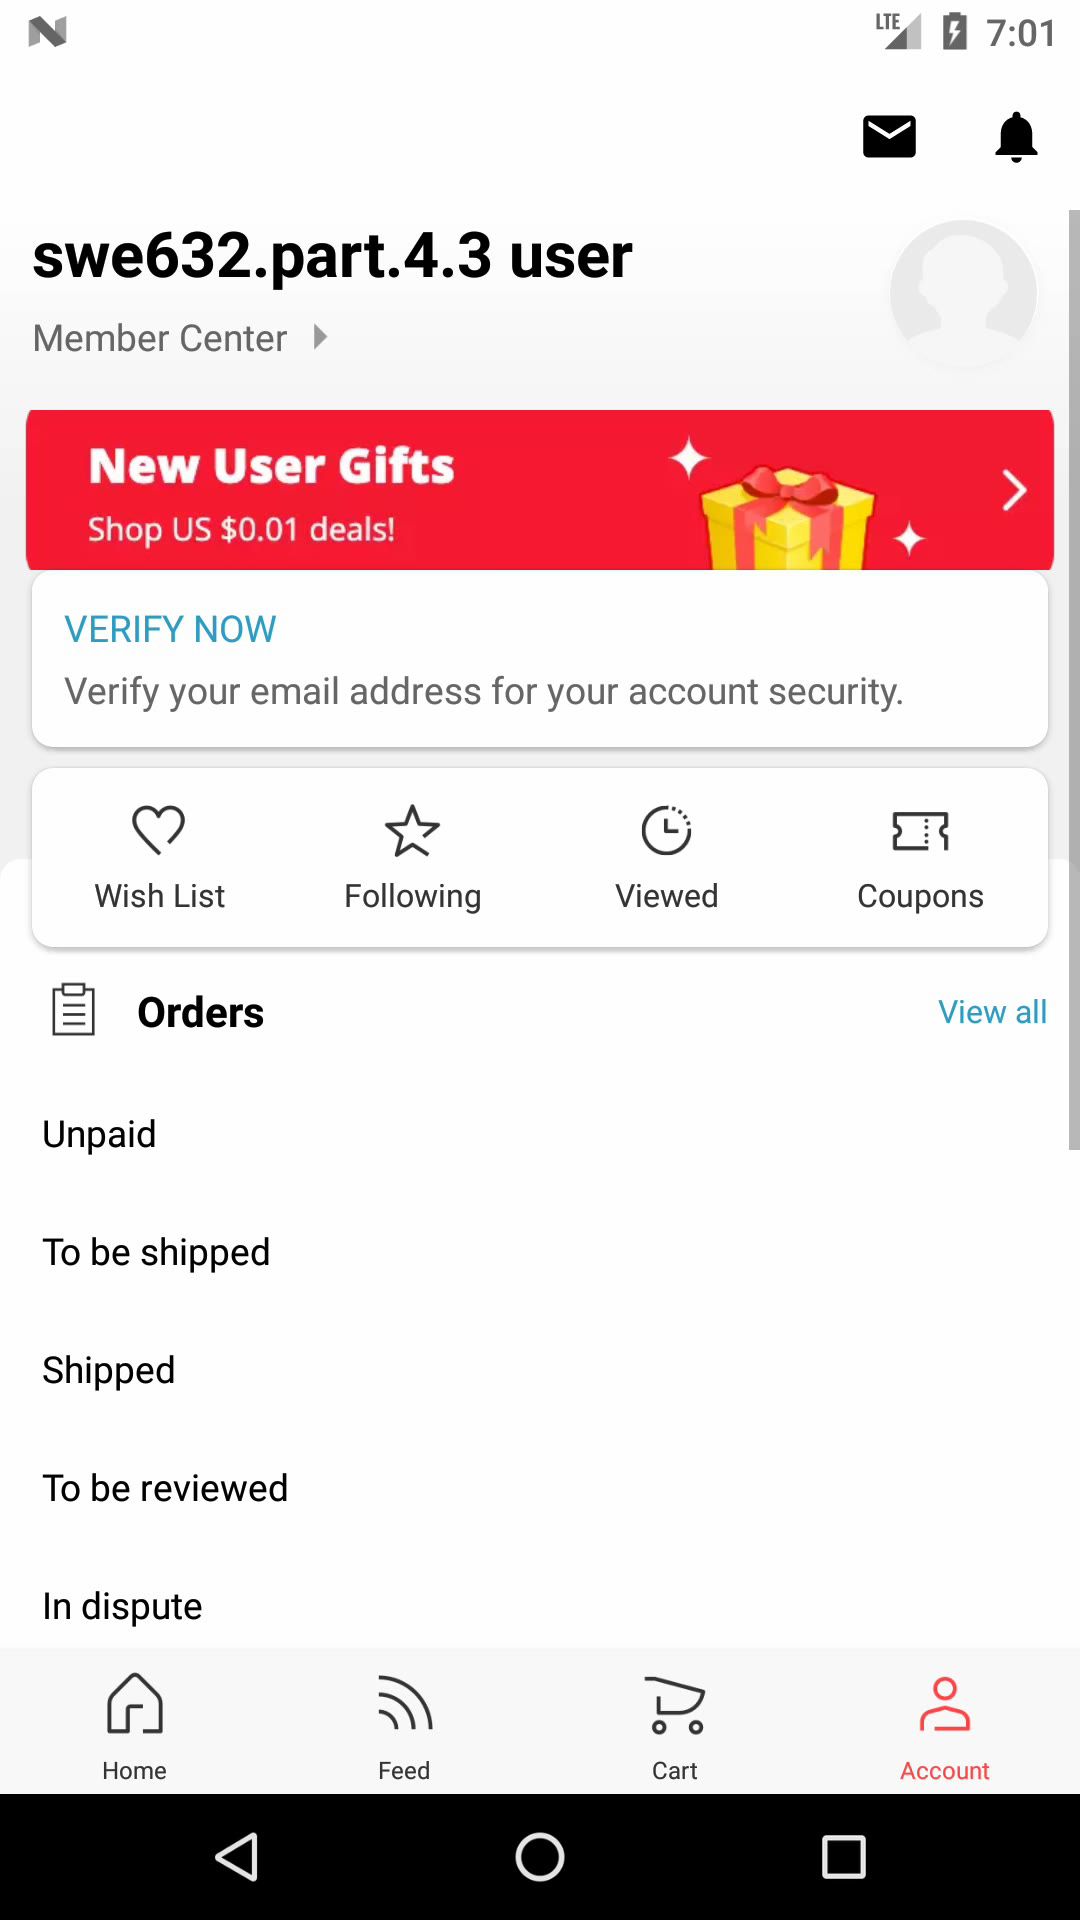 LTE 7:01
swe632.part.4.3 user
Member Center
New User Gifts
Shop US $0.01 deals!
VERIFY NOW
Verify your email address for your account security.
Wish List Following Viewed Coupons
Orders View all
Unpaid
To be shipped
Shipped
To be reviewed
In dispute
Home Feed Cart Account